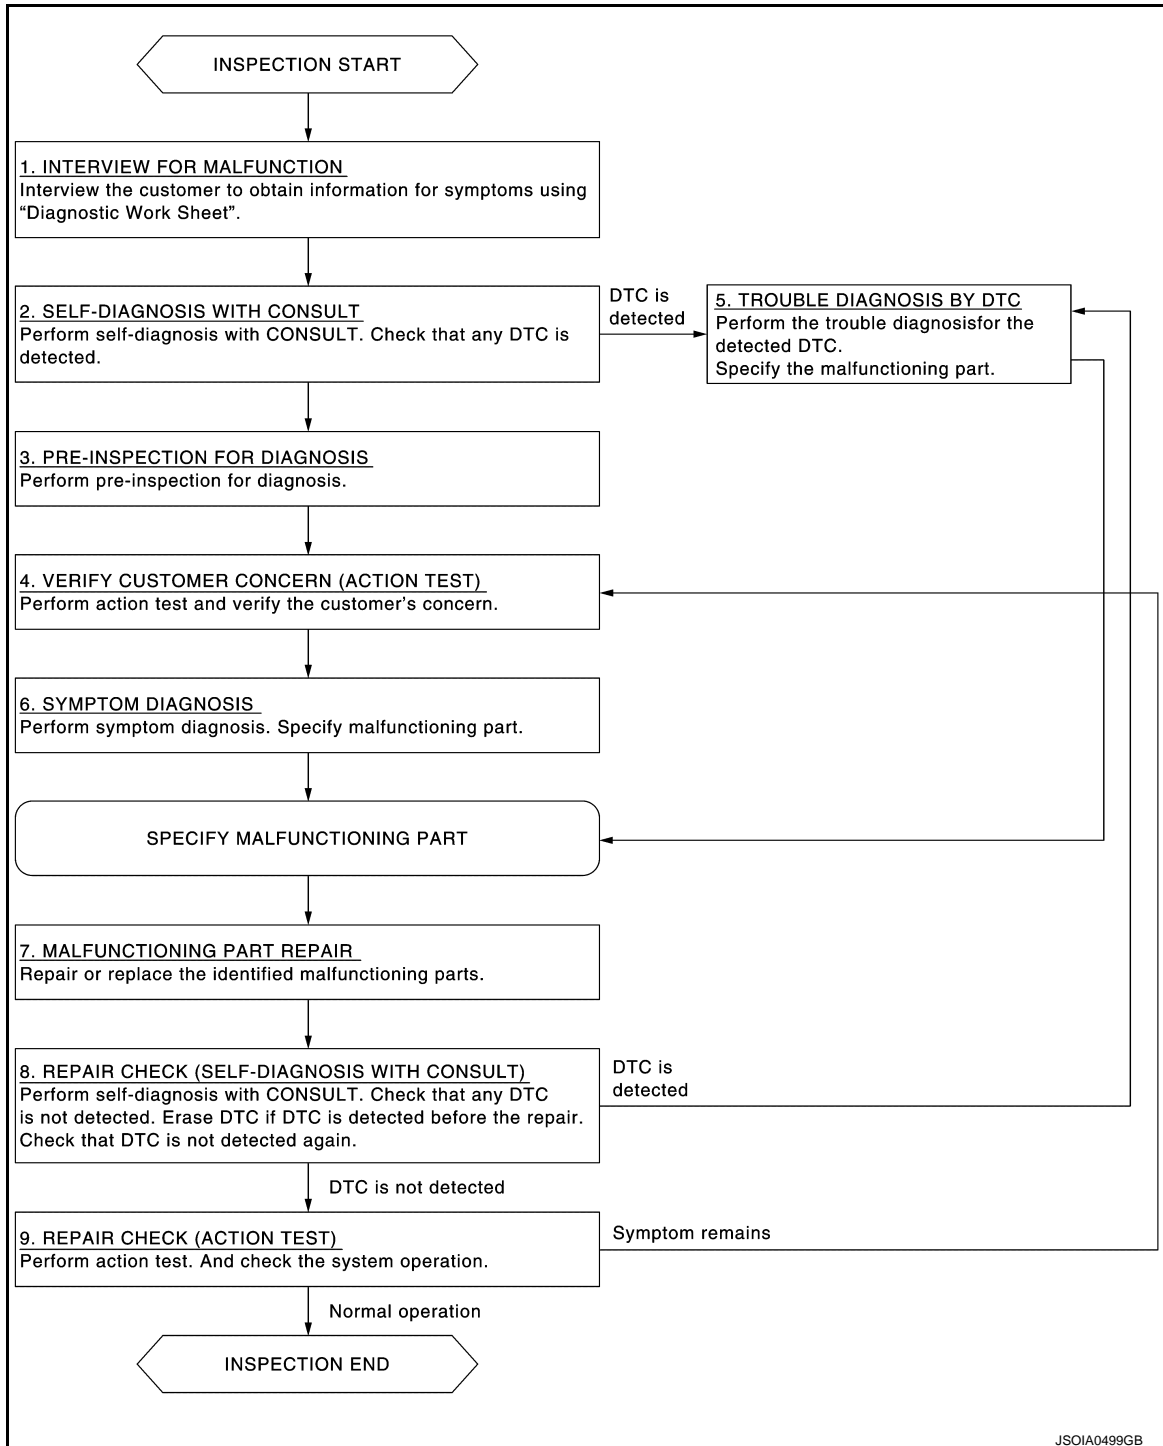 INSPECTION START
1. INTERVIEW FOR MALFUNCTION
Interview the customer to obtain information for symptoms using
“Diagnostic Work Sheet”.
2. SELF-DIAGNOSIS WITH CONSULT
Perform self-diagnosis with CONSULT. Check that any DTC is
detected.
DTC is
detected
5. TROUBLE DIAGNOSIS BY DTC
Perform the trouble diagnosisfor the
detected DTC.
Specify the malfunctioning part.
3. PRE-INSPECTION FOR DIAGNOSIS
Perform pre-inspection for diagnosis.
4. VERIFY CUSTOMER CONCERN (ACTION TEST)
Perform action test and verify the customer’s concern.
6. SYMPTOM DIAGNOSIS
Perform symptom diagnosis. Specify malfunctioning part.
SPECIFY MALFUNCTIONING PART
7. MALFUNCTIONING PART REPAIR
Repair or replace the identified malfunctioning parts.
8. REPAIR CHECK (SELF-DIAGNOSIS WITH CONSULT)
Perform self-diagnosis with CONSULT. Check that any DTC
is not detected. Erase DTC if DTC is detected before the repair.
Check that DTC is not detected again.
DTC is
detected
DTC is not detected
9. REPAIR CHECK (ACTION TEST)
Perform action test. And check the system operation.
Symptom remains
Normal operation
INSPECTION END
JSOIA0499GB